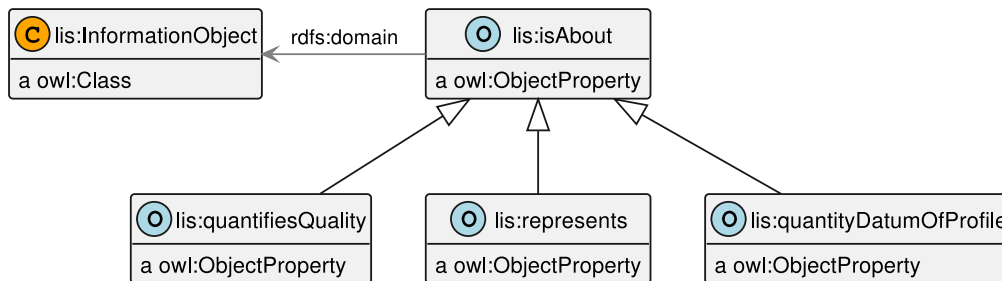 C lis:InformationObject
a owl:Class
rdfs:domain
O lis:isAbout
a owl:ObjectProperty
O lis:quantifiesQuality
a owl:ObjectProperty
O lis:represents
a owl:ObjectProperty
O lis:quantityDatumOfProfile
a owl:ObjectProperty